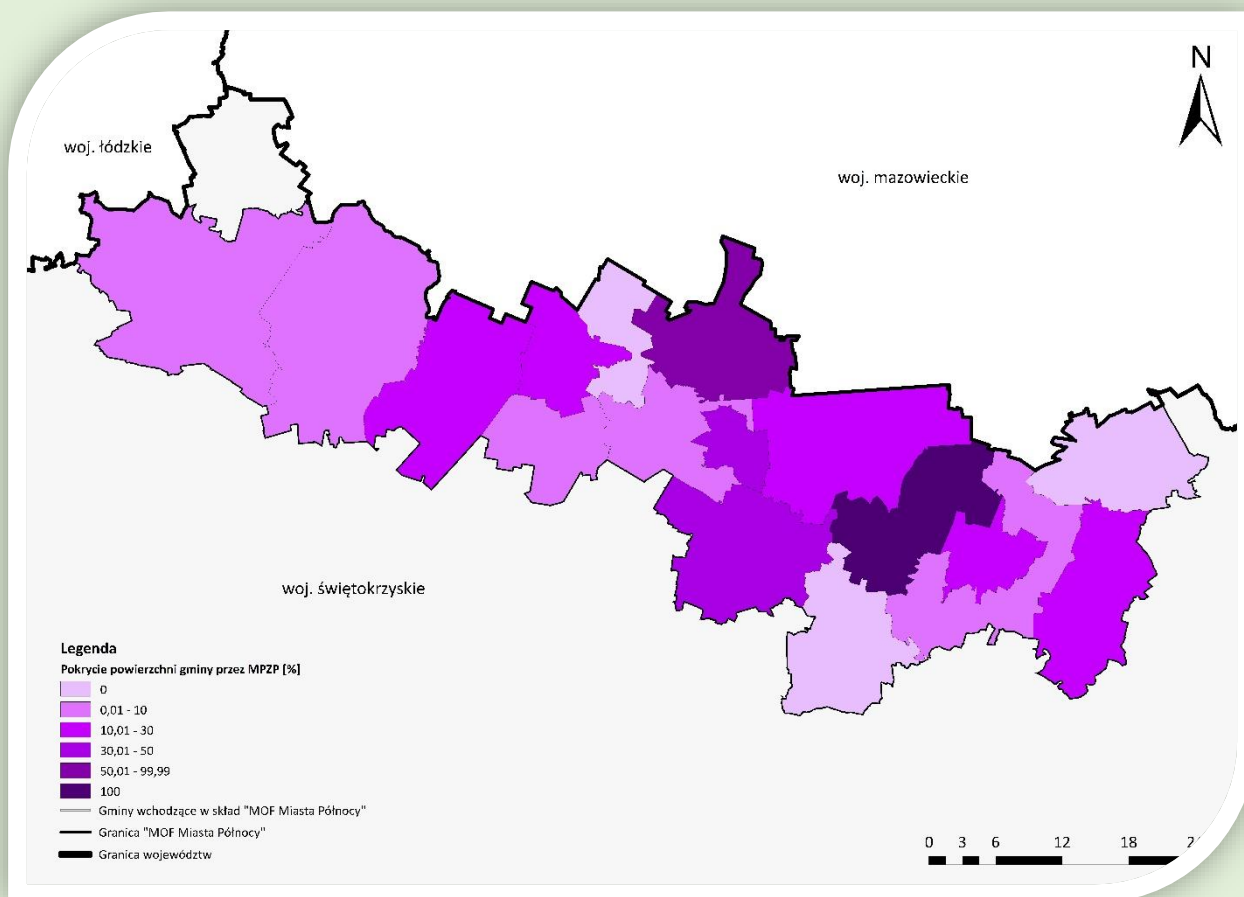 N
woj. łódzkie
woj. mazowieckie
woj. świętokrzyskie
Legenda
Pokrycie powierzchni gminy przez MPZP [%]
0
0,01 - 10
10,01 - 30
30,01 - 50
50,01 - 99,99
100
Gminy wchodzące w skład "MOF Miasta Północy"
Granica "MOF Miasta Północy"
Granica województw
0 3 6 12 18